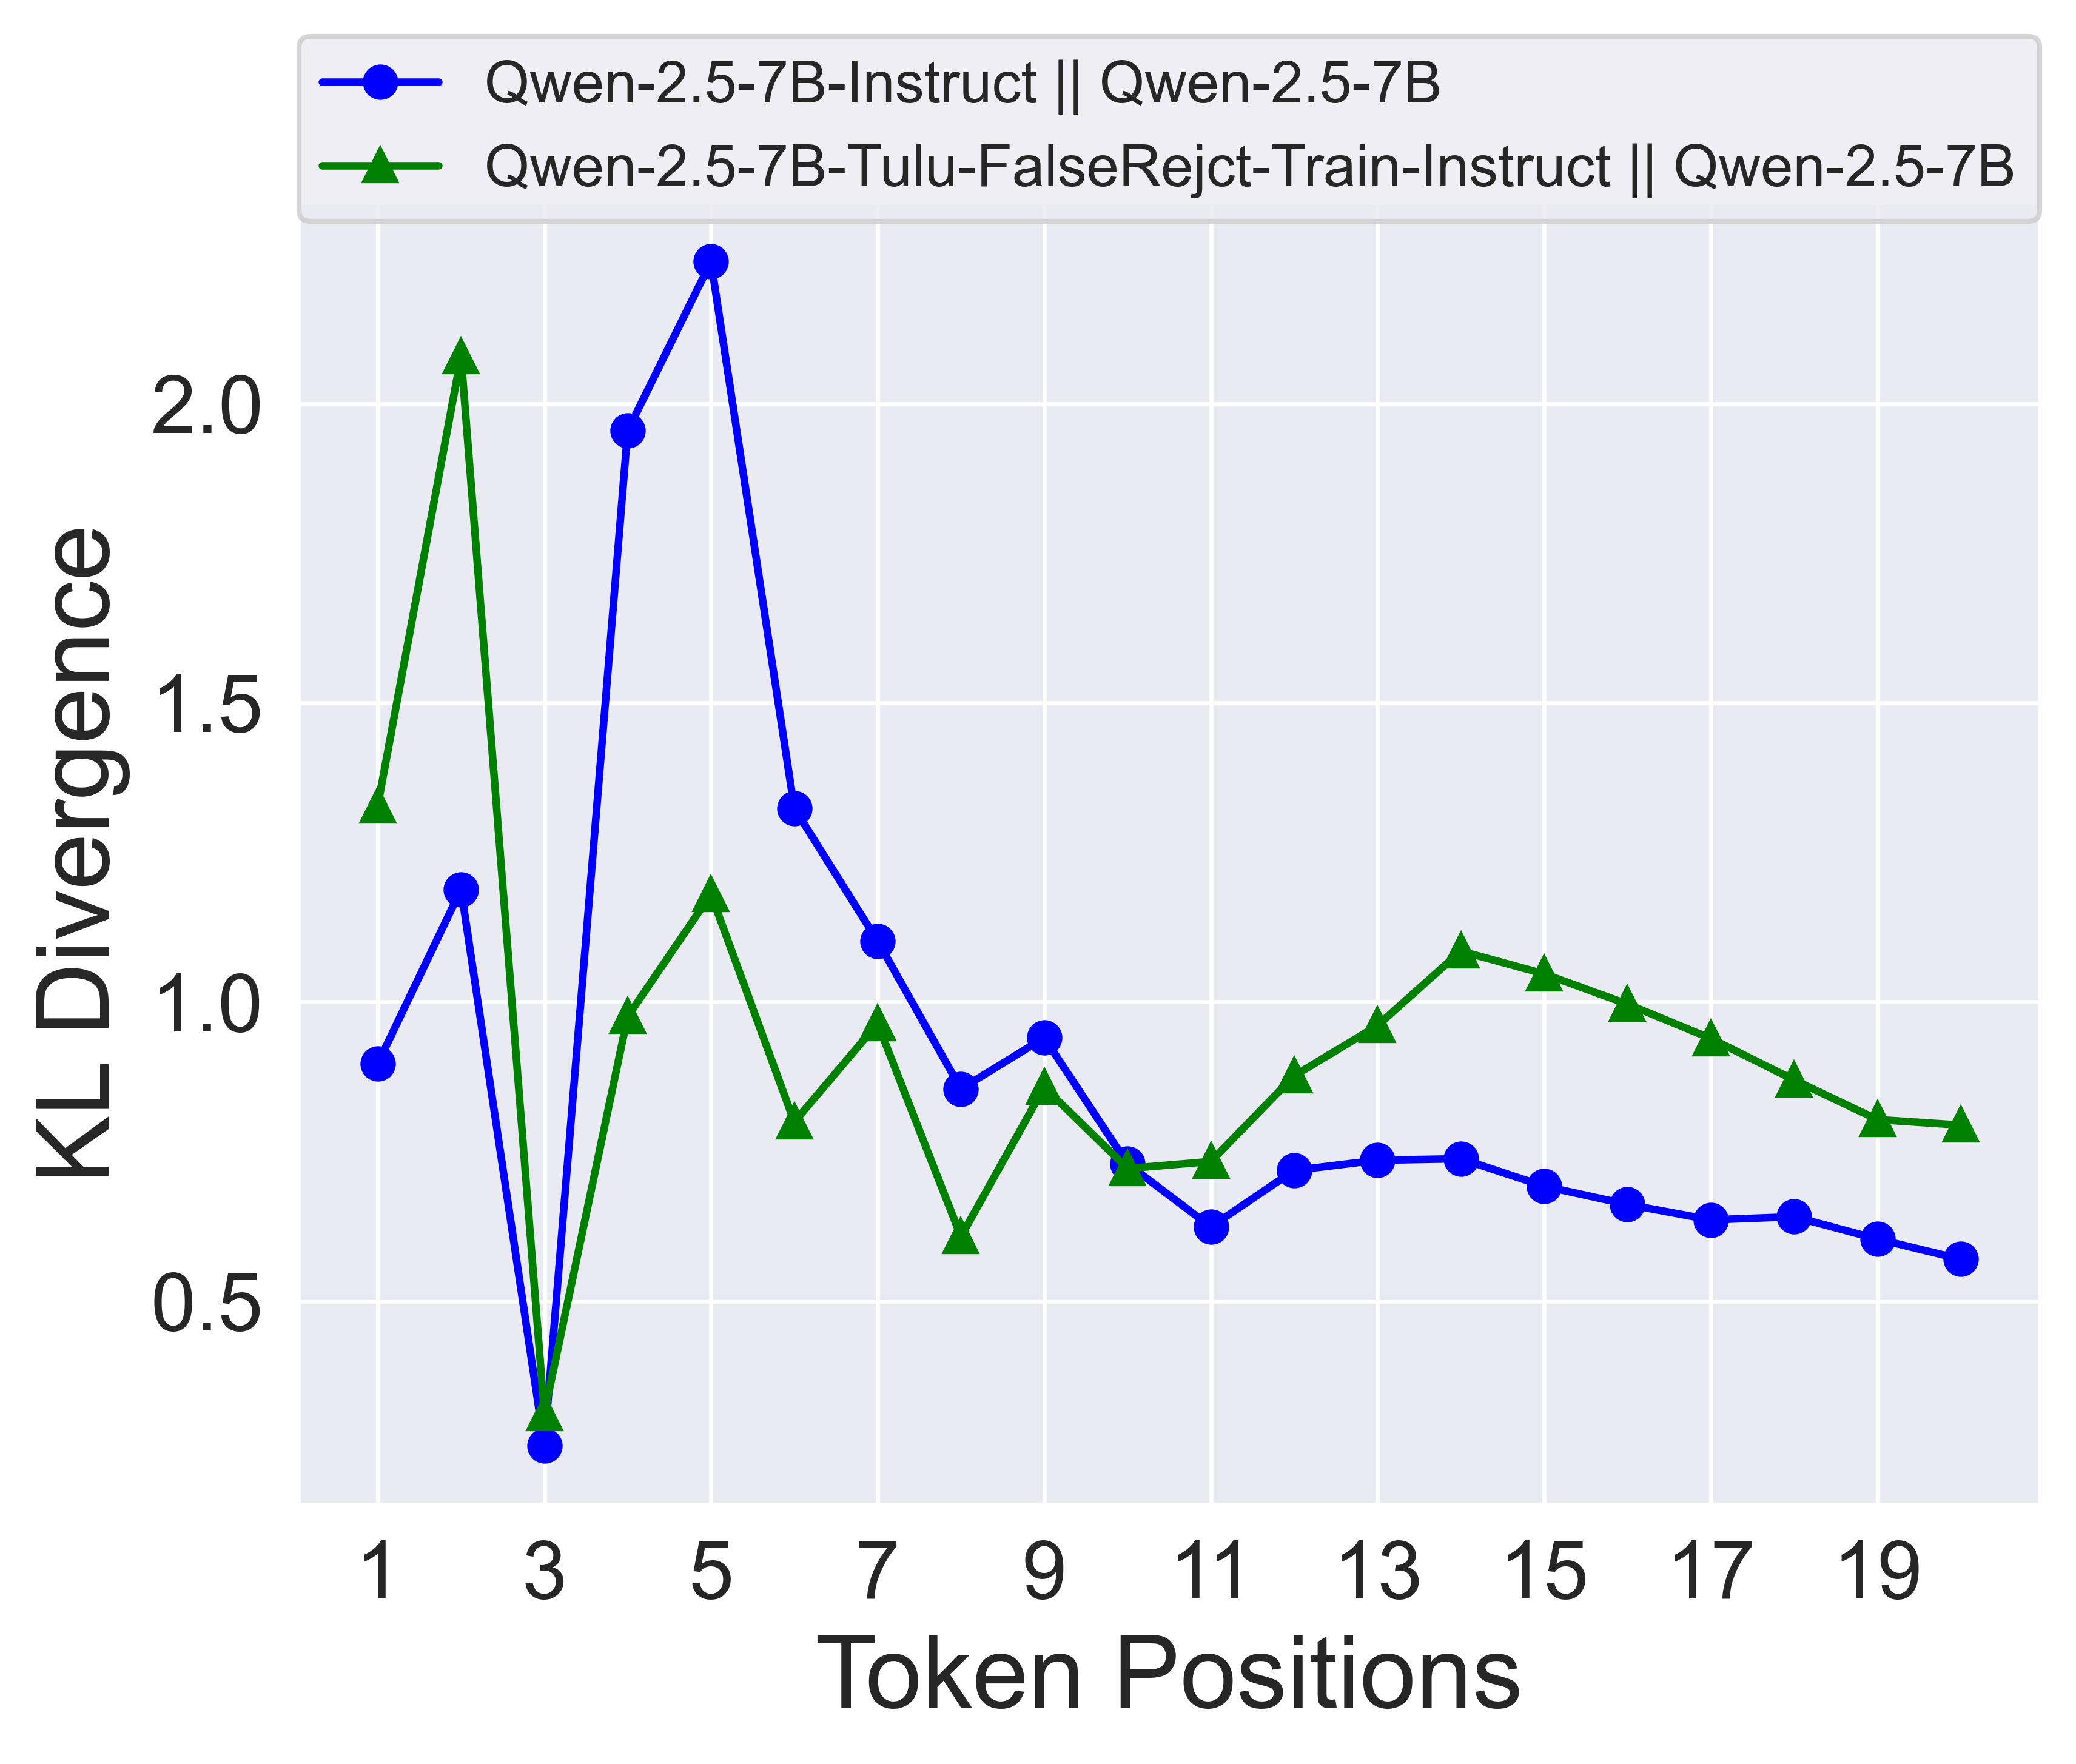 Qwen-2.5-7B-Instruct || Qwen-2.5-7B
Qwen-2.5-7B-Tulu-FalseRejct-Train-Instruct || Qwen-2.5-7B
KL Divergence
2.0
1.5
1.0
0.5
1 3 5 7 9 11 13 15 17 19
Token Positions